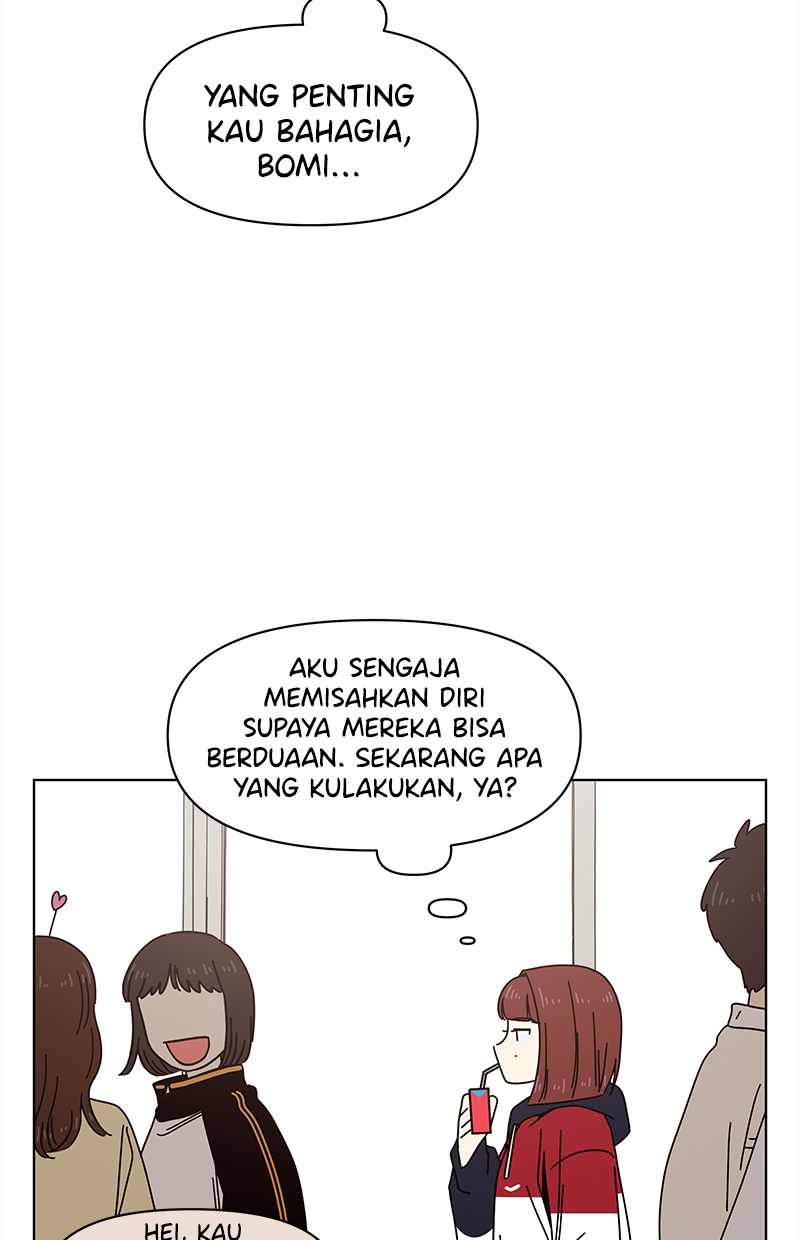 YANG PENTING
KAU BAHAGIA,
BOMI...
AKU SENGAJA
MEMISAHKAN DIRI
SUPAYA MEREKA BISA
BERDUAAN. SEKARANG APA
YANG KULAKUKAN, YA?
HEI, KAU